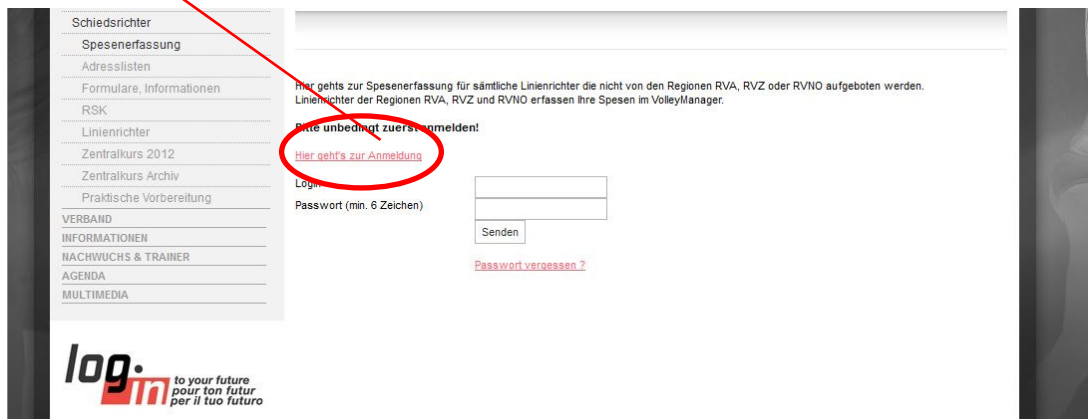 Schiedsrichter
Spesenerfassung
Adresslisten
Formulare, Informationen
RSK
Linienrichter
Zentralkurs 2012
Zentralkurs Archiv
Praktische Vorbereitung
VERBAND
INFORMATIONEN
NACHWUCHS & TRAINER
AGENDA
MULTIMEDIA
Hier gehts zur Spesenerfassung für sämtliche Linienrichter die nicht von den Regionen RVA, RVZ oder RVNO aufgeboten werden.
Linienrichter der Regionen RVA, RVZ und RVNO erfassen Ihre Spesen im VolleyManager.
Bitte unbedingt zuerst anmelden!
Hier geht's zur Anmeldung
Login
Passwort (min. 6 Zeichen)
Senden
Passwort vergessen ?
log.in
to your future
pour ton futur
per il tuo futuro